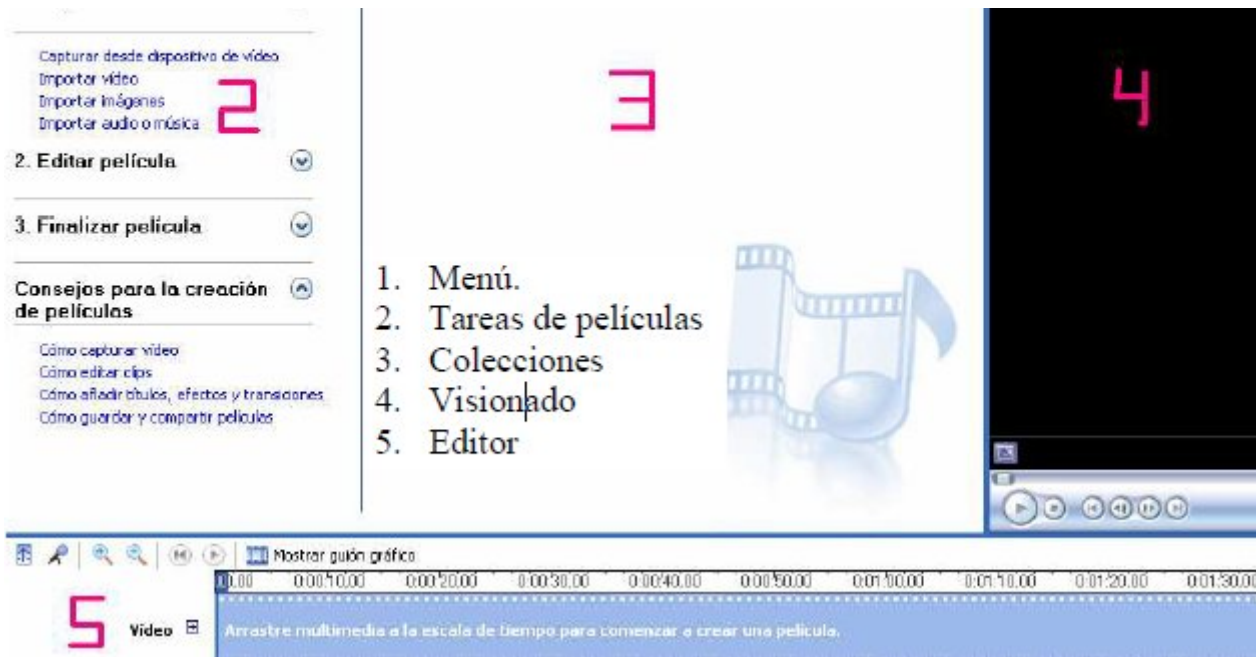 Capturar desde dispositivo de vídeo
Importar vídeo
Importar imágenes
Importar audio o música
2
3
4
2. Editar película
3. Finalizar película
Consejos para la creación
de películas
Cómo capturar vídeo
Cómo editar clips
Cómo añadir títulos, efectos y transiciones
Cómo guardar y compartir películas
1. Menú.
2. Tareas de películas
3. Colecciones
4. Visionado
5. Editor
Mostrar guión gráfico
0:00:10.00 0:00:20.00 0:00:30.00 0:00:40.00 0:00:50.00 0:01:00.00 0:01:10.00 0:01:20.00 0:01:30.00
5
Vídeo
Arrastre multimedia a la escala de tiempo para comenzar a crear una película.